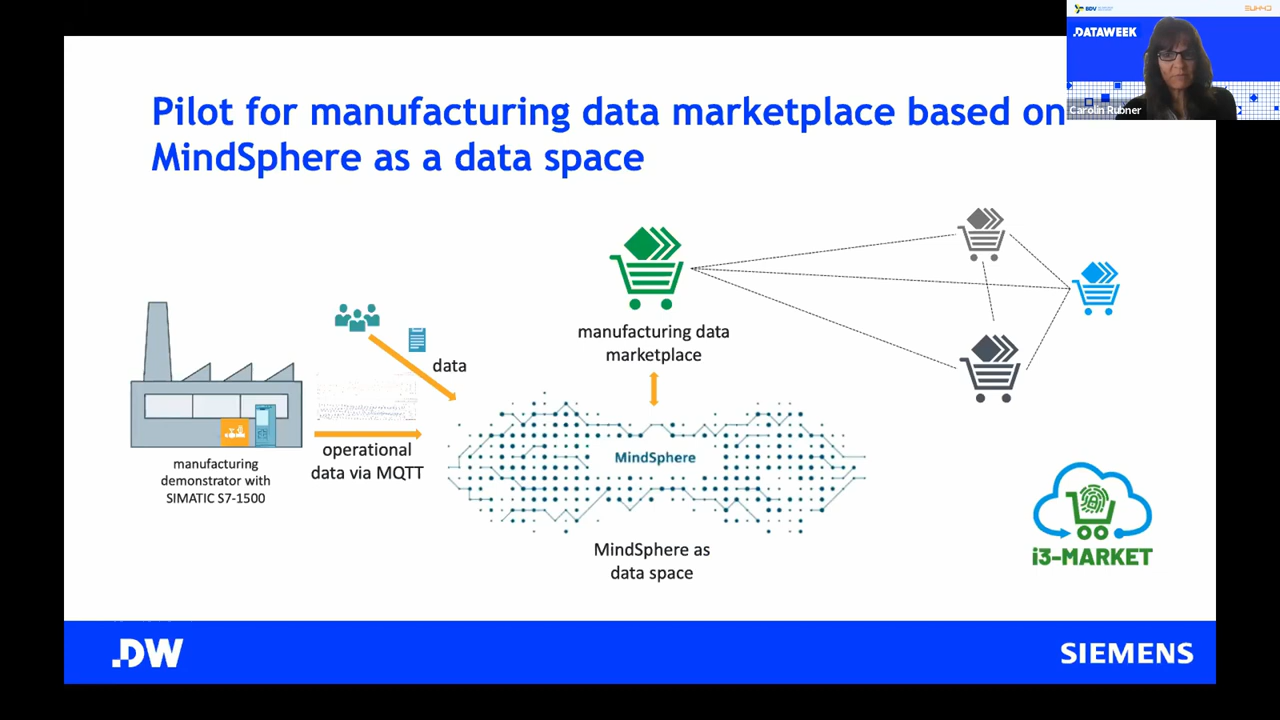 BDV
.DATAWEEK
Carolin Rubner
Pilot for manufacturing data marketplace based on
MindSphere as a data space
manufacturing data
marketplace
data
operational
data via MQTT
manufacturing
demonstrator with
SIMATIC S7-1500
MindSphere
MindSphere as
data space
i3-MARKET
.DW
SIEMENS